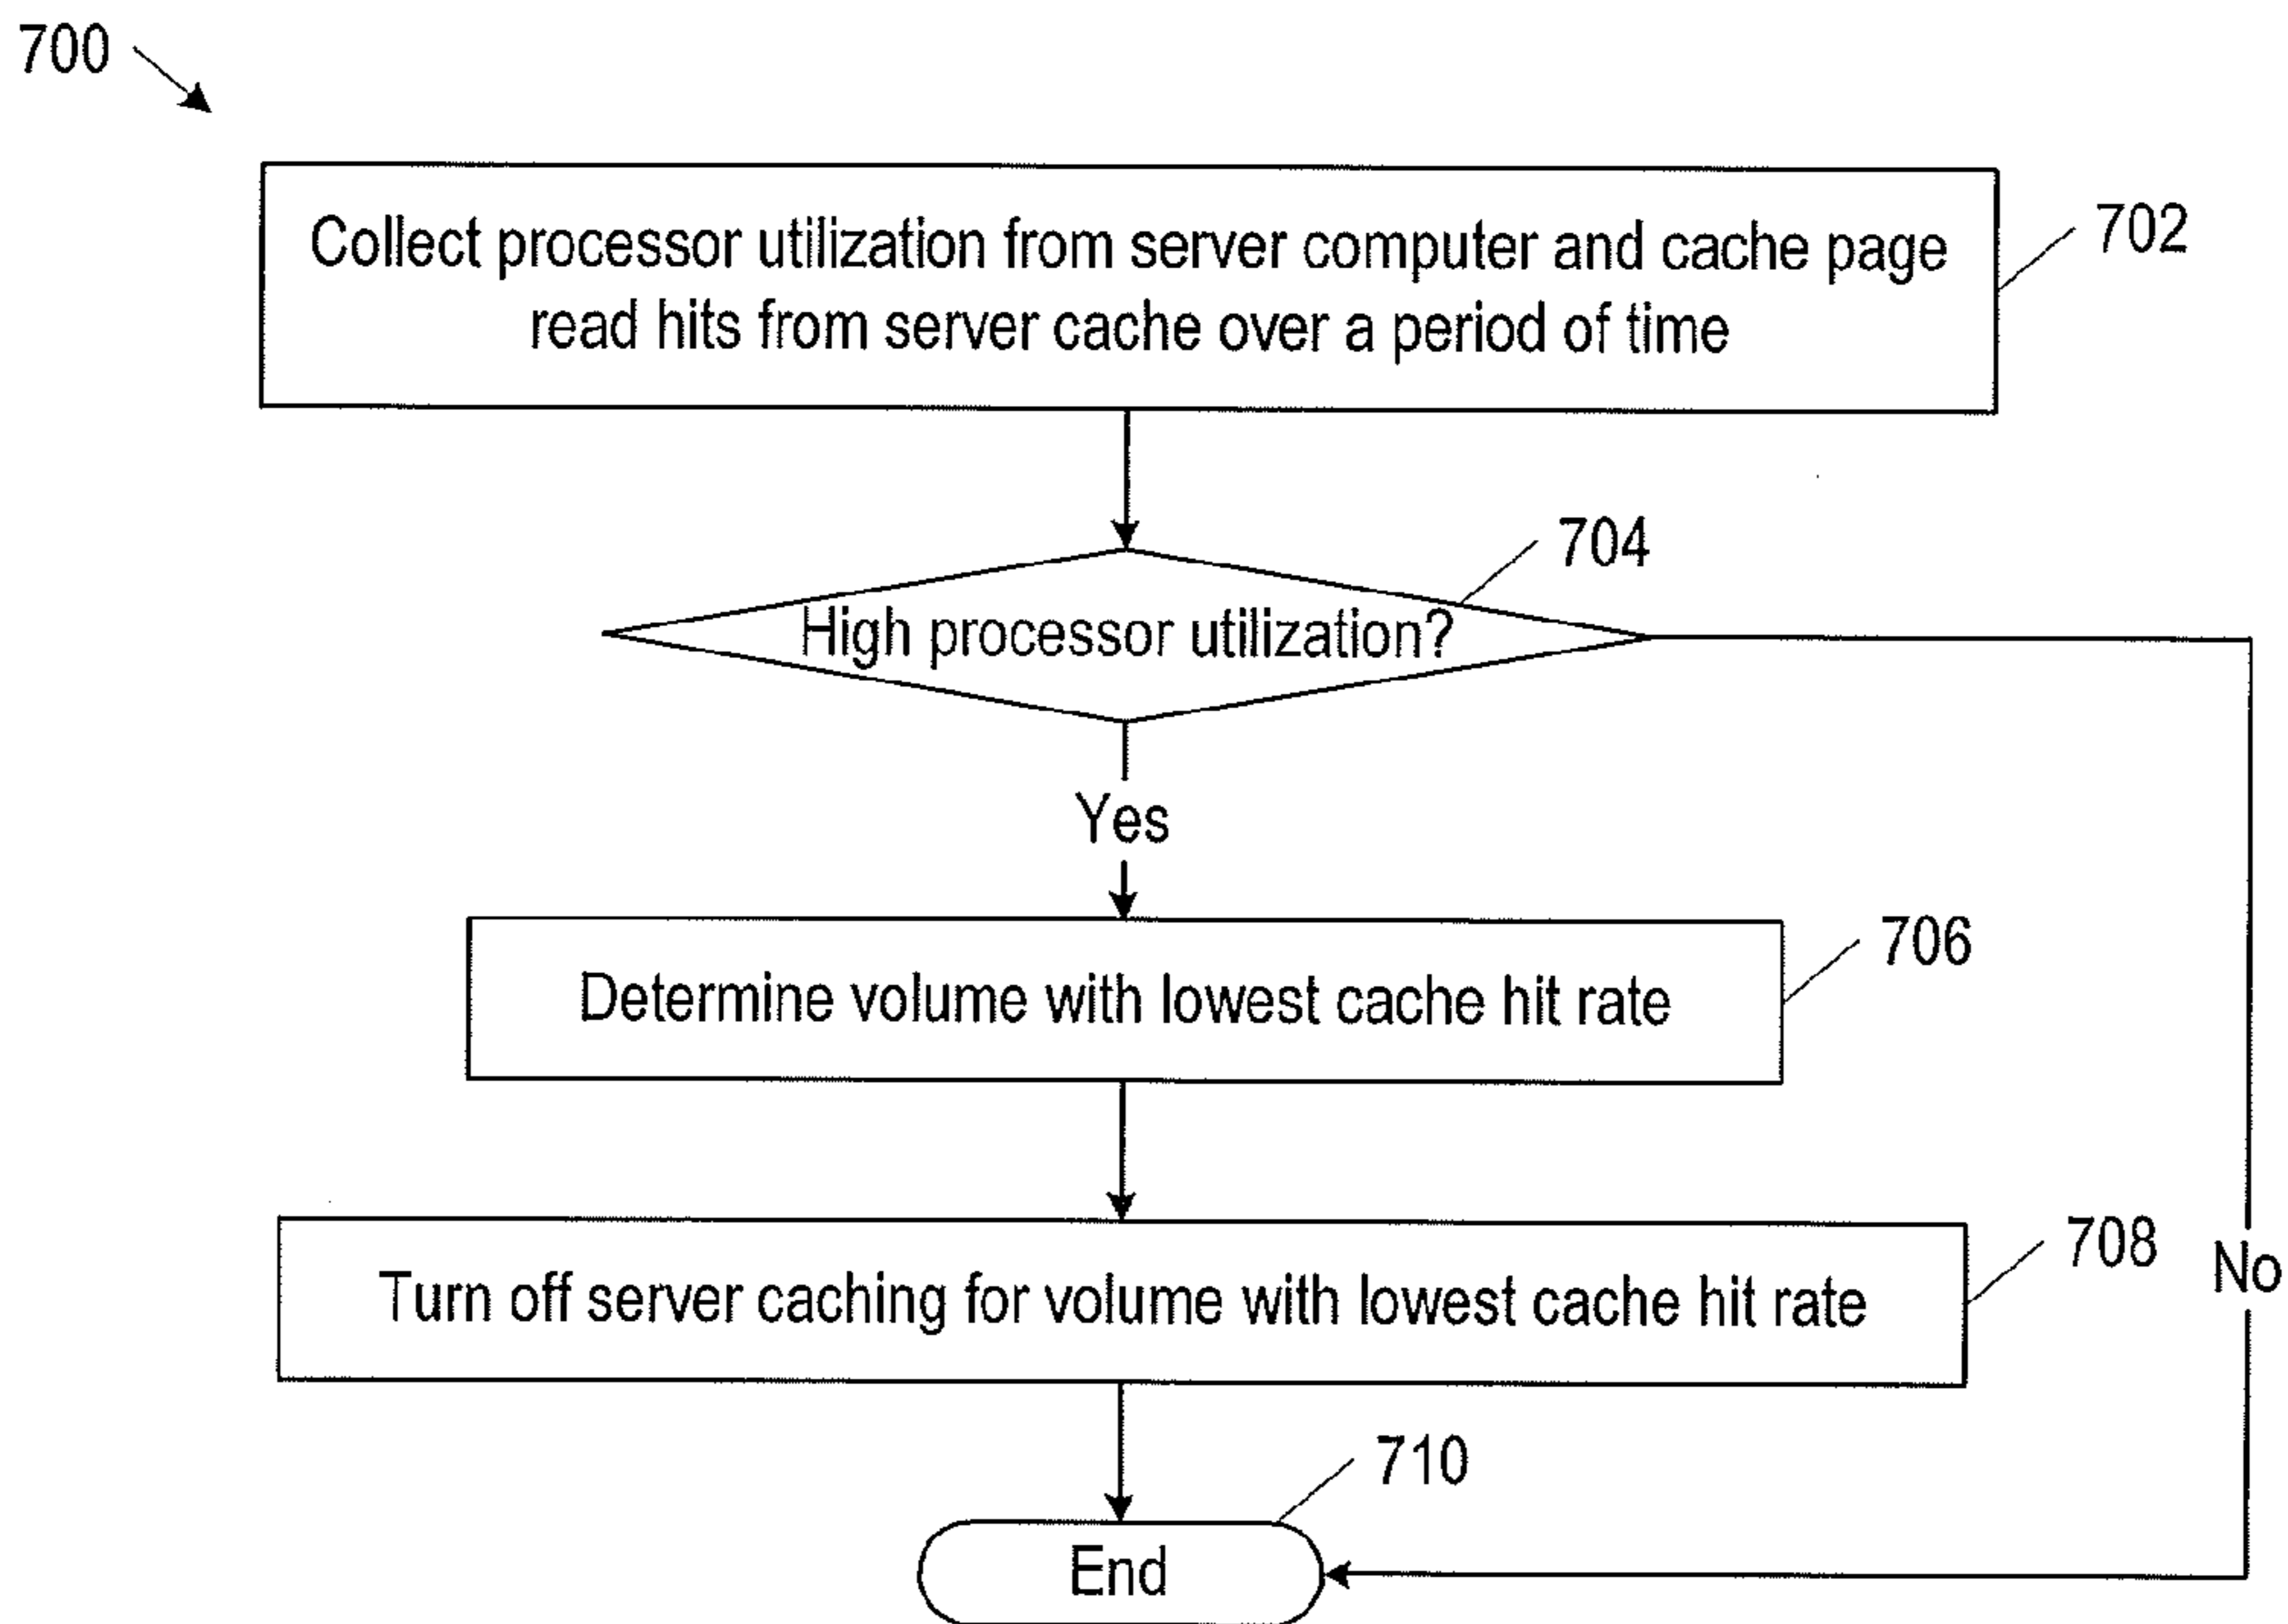 700
Collect processor utilization from server computer and cache page
read hits from server cache over a period of time
702
704
High processor utilization?
Yes
706
Determine volume with lowest cache hit rate
708
Turn off server caching for volume with lowest cache hit rate
No
710
End